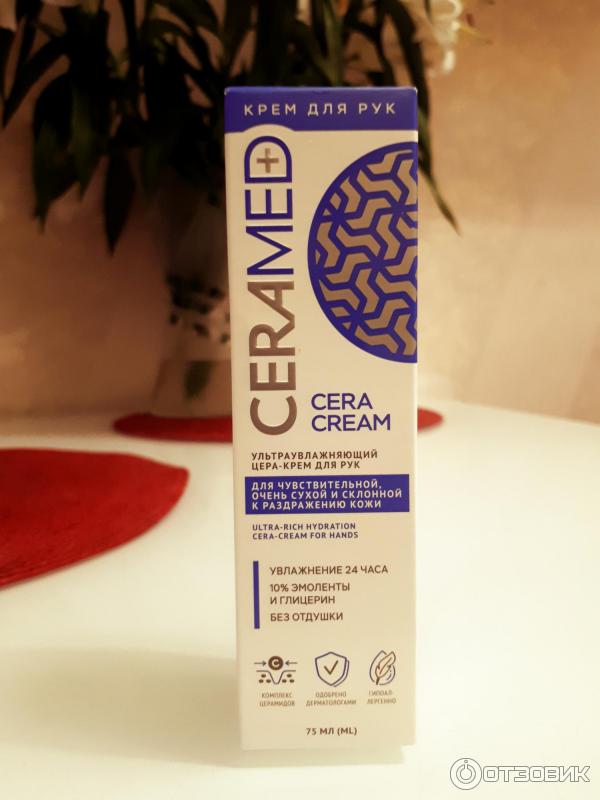 КРЕМ ДЛЯ РУК
CERAMED+
CERA
CREAM
УЛЬТРАУВЛАЖНЯЮЩИЙ
ЦЕРА-КРЕМ ДЛЯ РУК
ДЛЯ ЧУВСТВИТЕЛЬНОЙ,
ОЧЕНЬ СУХОЙ И СКЛОННОЙ
К РАЗДРАЖЕНИЮ КОЖИ
ULTRA-RICH HYDRATION
CERA-CREAM FOR HANDS
УВЛАЖНЕНИЕ 24 ЧАСА
10% ЭМОЛЕНТЫ
И ГЛИЦЕРИН
БЕЗ ОТДУШКИ
C
КОМПЛЕКС
ЦЕРАМИДОВ
ОДОБРЕНО
ДЕРМАТОЛОГАМИ
ГИПОАЛ-
ЛЕРГЕННО
75 МЛ (ML)
ОТЗОВИК